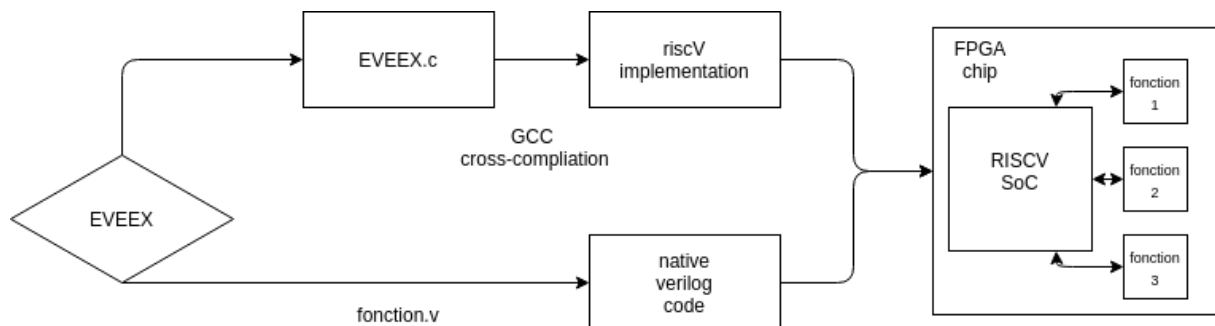 EVEEX
EVEEX.c
riscV
implementation
GCC
cross-compliation
fonction.v
native
verilog
code
FPGA
chip
RISCV
SoC
fonction
1
fonction
2
fonction
3